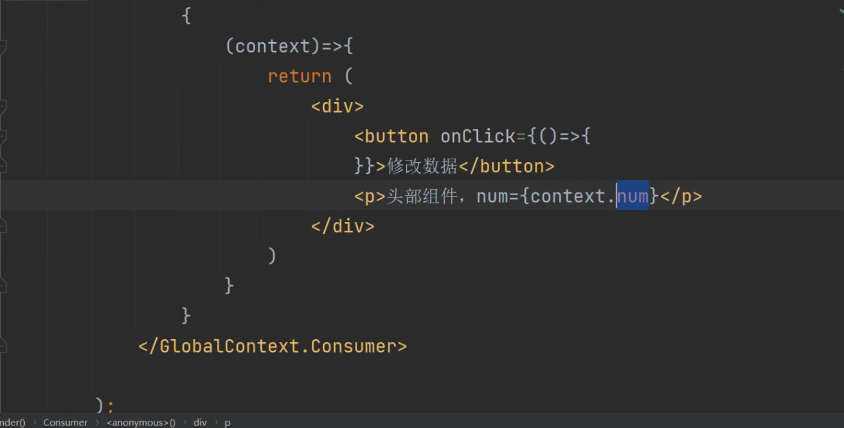 {
(context)=>{
return (
<div>
<button onClick={()=>{
}}>修改数据</button>
<p>头部组件，num={context.num}</p>
</div>
)
}
}
</GlobalContext.Consumer>
);
nder() › Consumer › <anonymous>() › div › p